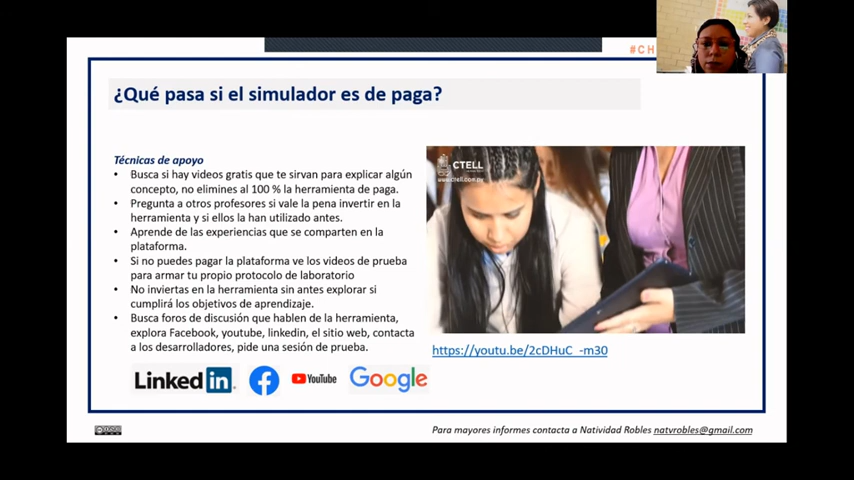 #CH
¿Qué pasa si el simulador es de paga?
Técnicas de apoyo
• Busca si hay videos gratis que te sirvan para explicar algún
concepto, no elimines al 100 % la herramienta de paga.
• Pregunta a otros profesores si vale la pena invertir en la
herramienta y si ellos la han utilizado antes.
• Aprende de las experiencias que se comparten en la
plataforma.
• Si no puedes pagar la plataforma ve los videos de prueba
para armar tu propio protocolo de laboratorio
• No inviertas en la herramienta sin antes explorar si
cumplirá los objetivos de aprendizaje.
• Busca foros de discusión que hablen de la herramienta,
explora Facebook, youtube, linkedin, el sitio web, contacta
a los desarrolladores, pide una sesión de prueba.
CTELL
https://youtu.be/2cDHuC_-m30
Linked in
YouTube
Google
Para mayores informes contacta a Natividad Robles natvrobles@gmail.com